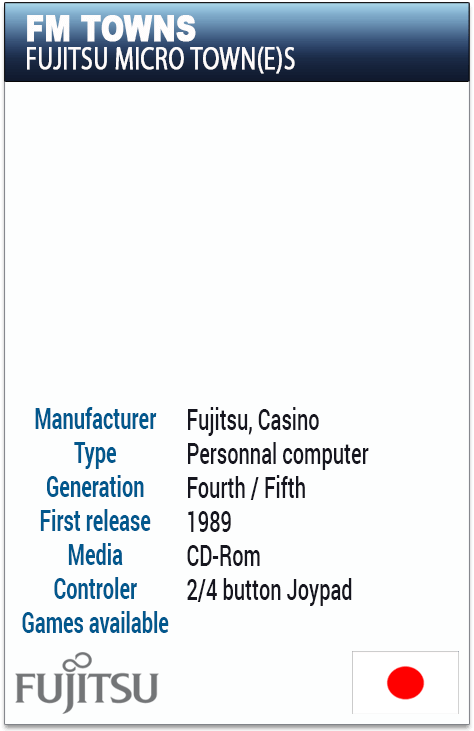 FM TOWNS
FUJITSU MICRO TOWN(E)S
Manufacturer Fujitsu, Casino
Type Personnal computer
Generation Fourth / Fifth
First release 1989
Media CD-Rom
Controler 2/4 button Joypad
Games available
FUJITSU